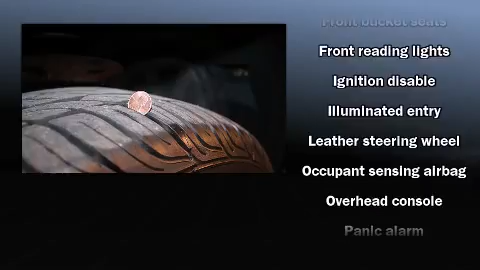 Front bucket seats
Front reading lights
Ignition disable
Illuminated entry
Leather steering wheel
Occupant sensing airbag
Overhead console
Panic alarm